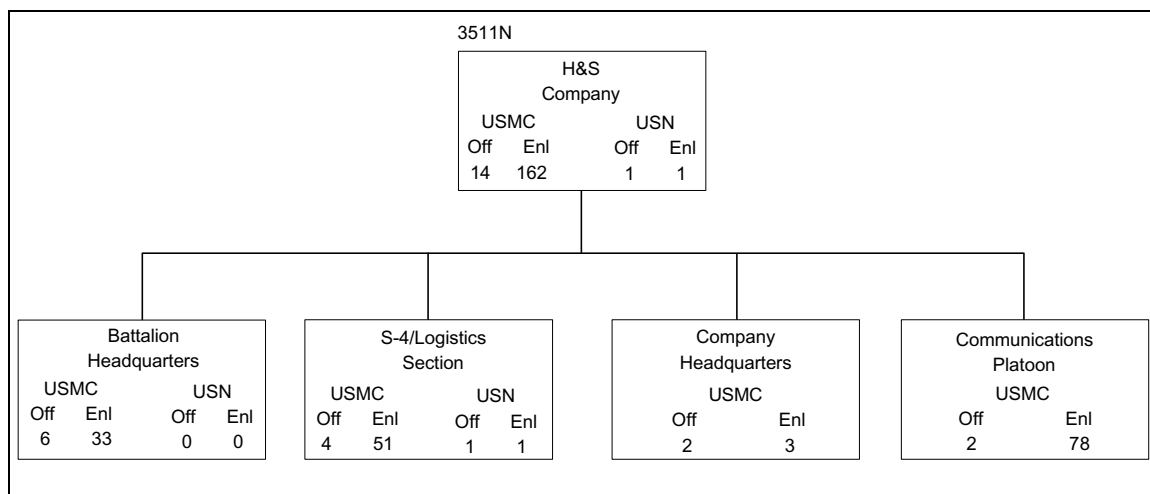 3511N
H&S
Company
USMC USN
Off Enl Off Enl
14 162 1 1
Battalion
Headquarters
USMC USN
Off Enl Off Enl
6 33 0 0
S-4/Logistics
Section
USMC USN
Off Enl Off Enl
4 51 1 1
Company
Headquarters
USMC
Off Enl
2 3
Communications
Platoon
USMC
Off Enl
2 78